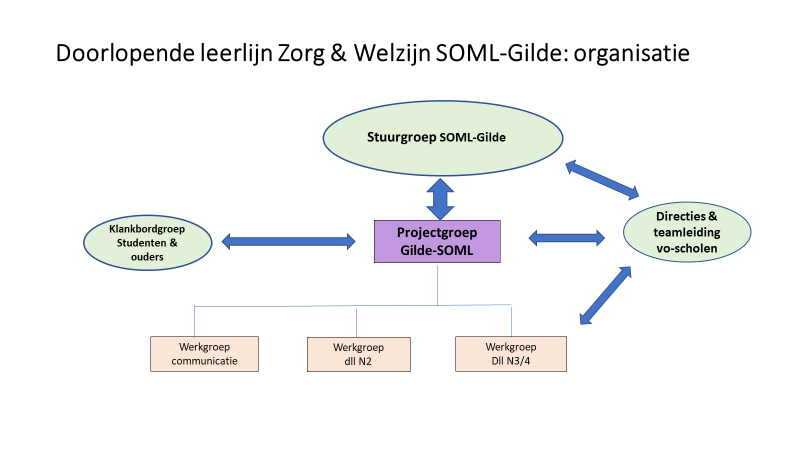 Doorlopende leerlijn Zorg & Welzijn SOML-Gilde: organisatie
Stuurgroep SOML-Gilde
Klankbordgroep
Studenten &
ouders
Projectgroep
Gilde-SOML
Directies &
teamleiding
vo-scholen
Werkgroep
communicatie
Werkgroep
dll N2
Werkgroep
Dll N3/4